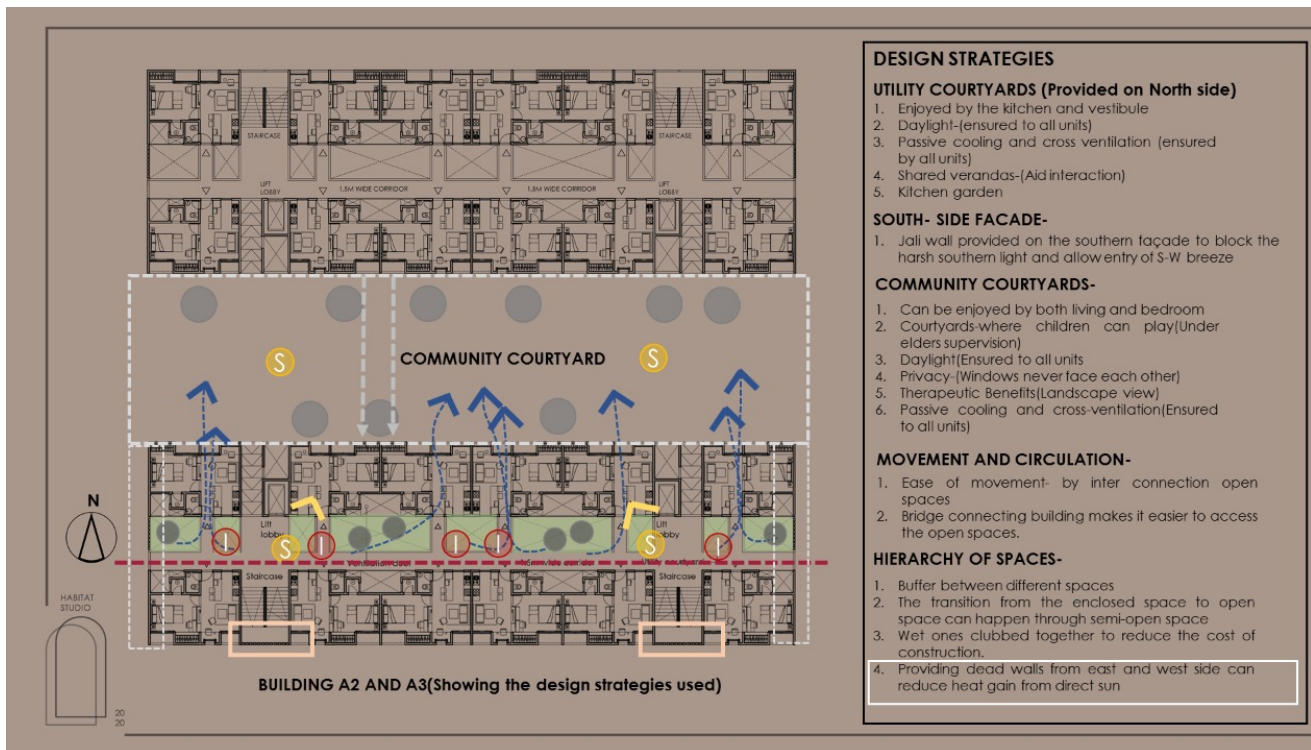 STAIRCASE
STAIRCASE
LIFT
LOBBY
1.5M WIDE CORRIDOR
LIFT
LOBBY
1.5M WIDE CORRIDOR
S
COMMUNITY COURTYARD
S
N
Lift
lobby
S
I
I
I
I
Lift
lobby
S
I
Staircase
Staircase
HABITAT
STUDIO
20
20
BUILDING A2 AND A3(Showing the design strategies used)
DESIGN STRATEGIES
UTILITY COURTYARDS (Provided on North side)
1. Enjoyed by the kitchen and vestibule
2. Daylight-(ensured to all units)
3. Passive cooling and cross ventilation (ensured
by all units)
4. Shared verandas-(Aid interaction)
5. Kitchen garden
SOUTH- SIDE FACADE-
1. Jali wall provided on the southern façade to block the
harsh southern light and allow entry of S-W breeze
COMMUNITY COURTYARDS-
1. Can be enjoyed by both living and bedroom
2. Courtyards-where children can play(Under
elders supervision)
3. Daylight(Ensured to all units
4. Privacy-(Windows never face each other)
5. Therapeutic Benefits(Landscape view)
6. Passive cooling and cross-ventilation(Ensured
to all units)
MOVEMENT AND CIRCULATION-
1. Ease of movement- by inter connection open
spaces
2. Bridge connecting building makes it easier to access
the open spaces.
HIERARCHY OF SPACES-
1. Buffer between different spaces
2. The transition from the enclosed space to open
space can happen through semi-open space
3. Wet ones clubbed together to reduce the cost of
construction.
4. Providing dead walls from east and west side can
reduce heat gain from direct sun